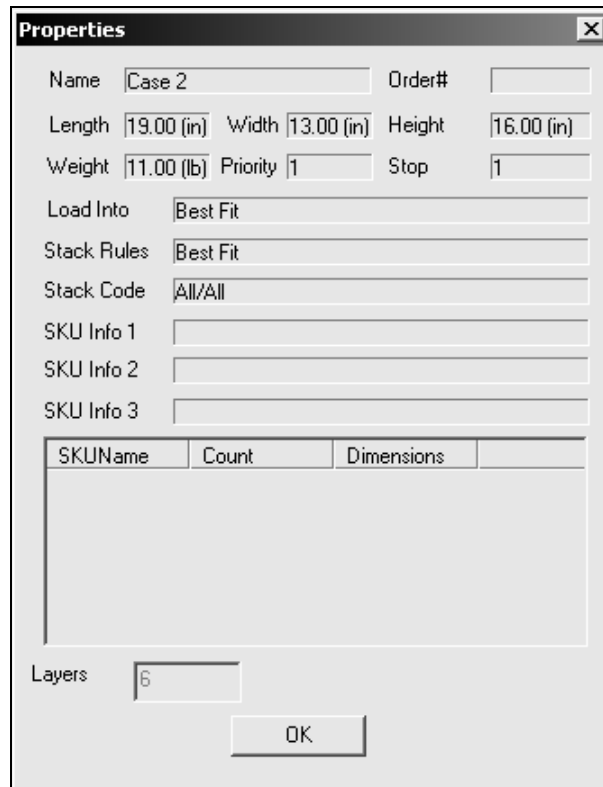 Properties
Name Case 2 Order#
Length 19.00 (in) Width 13.00 (in) Height 16.00 (in)
Weight 11.00 (lb) Priority 1 Stop 1
Load Into Best Fit
Stack Rules Best Fit
Stack Code All/All
SKU Info 1
SKU Info 2
SKU Info 3
SKUName Count Dimensions
Layers 6
OK